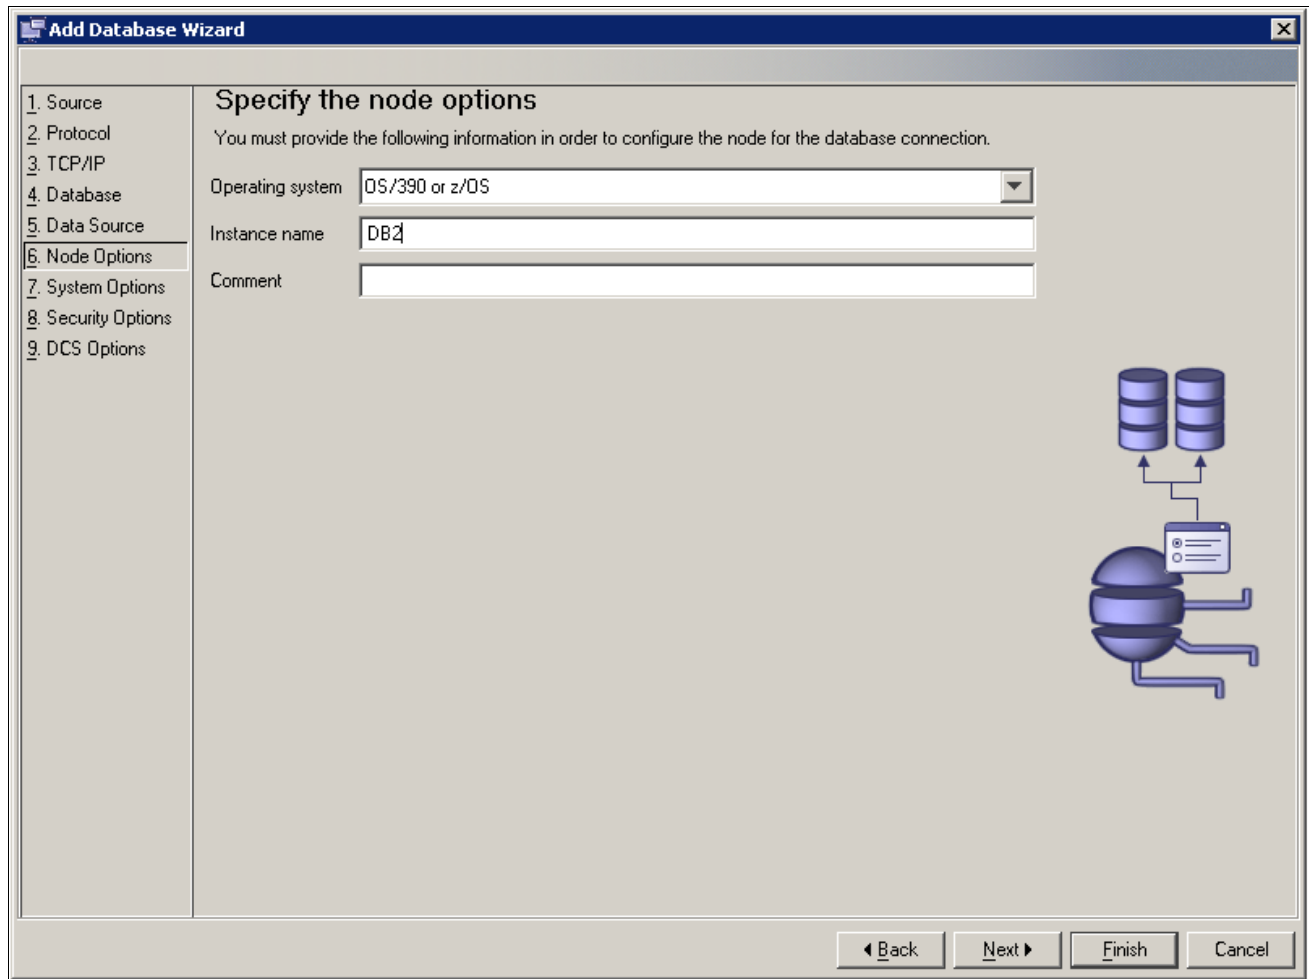 Add Database Wizard
1. Source
2. Protocol
3. TCP/IP
4. Database
5. Data Source
6. Node Options
7. System Options
8. Security Options
9. DCS Options
Specify the node options
You must provide the following information in order to configure the node for the database connection.
Operating system OS/390 or z/OS
Instance name DB2
Comment
Back Next Finish Cancel